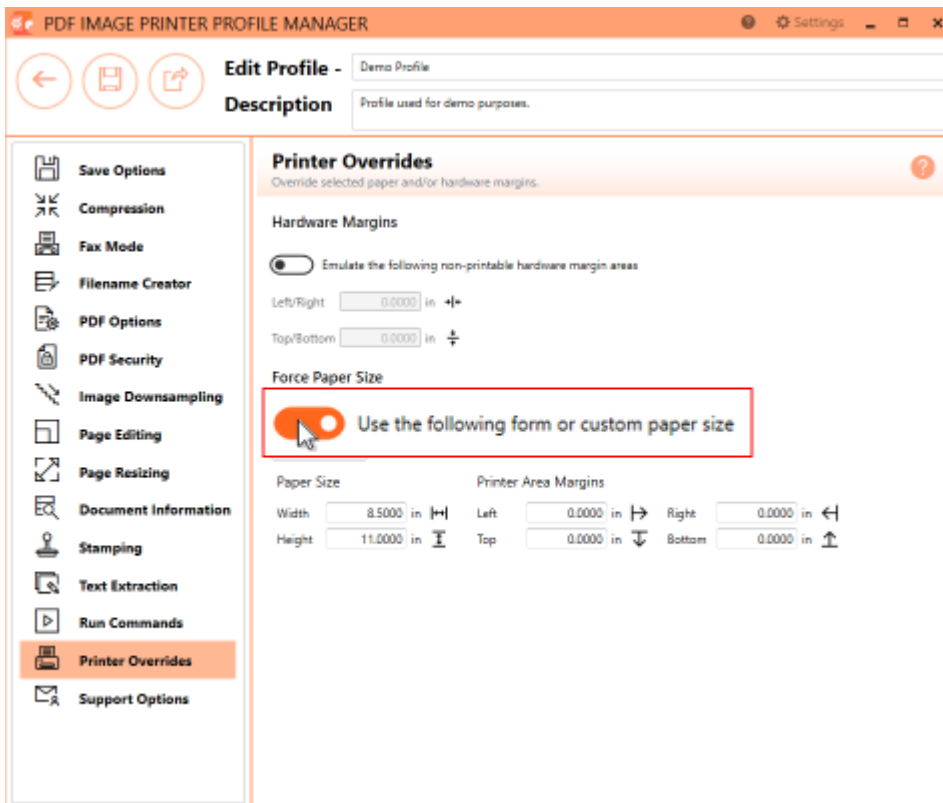 PDF IMAGE PRINTER PROFILE MANAGER
Settings
Edit Profile - Demo Profile
Description Profile used for demo purposes.
Save Options
Compression
Fax Mode
Filename Creator
PDF Options
PDF Security
Image Downsampling
Page Editing
Page Resizing
Document Information
Stamping
Text Extraction
Run Commands
Printer Overrides
Support Options
Printer Overrides
Override selected paper and/or hardware margins.
Hardware Margins
Emulate the following non-printable hardware margin areas
Left/Right 0.0000 in
Top/Bottom 0.0000 in
Force Paper Size
Use the following form or custom paper size
Paper Size Printer Area Margins
Width 8.5000 in Left 0.0000 in Right 0.0000 in
Height 11.0000 in Top 0.0000 in Bottom 0.0000 in